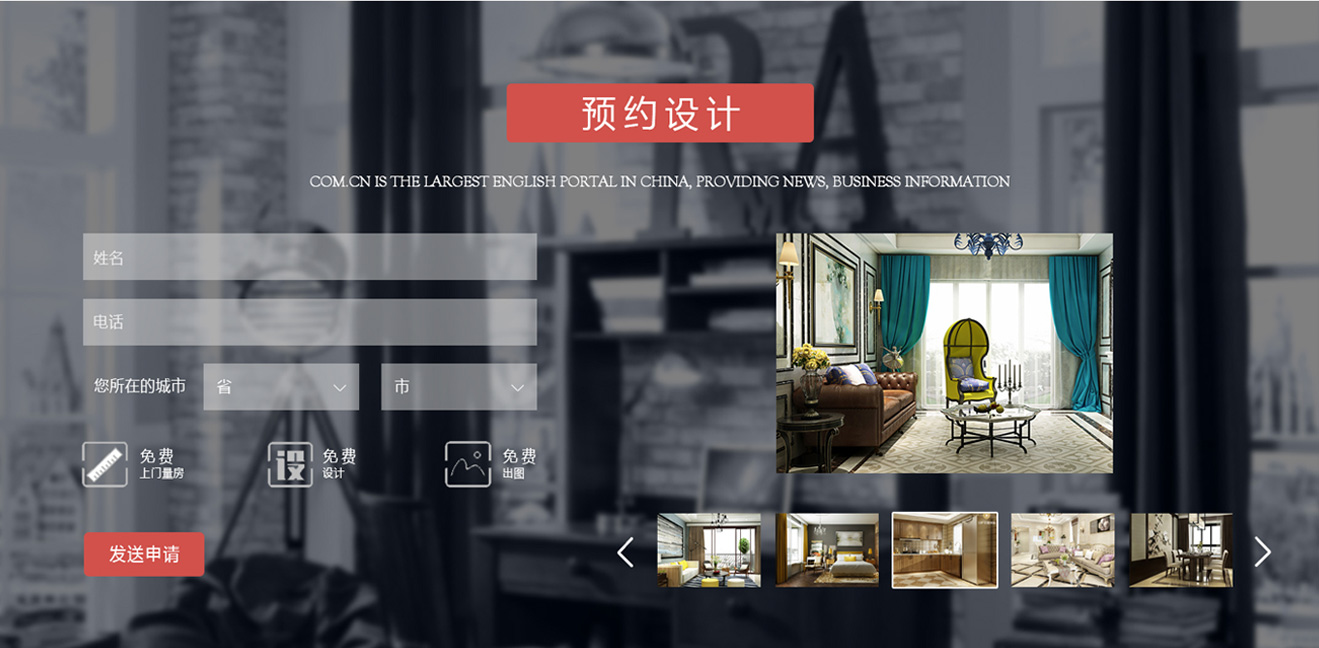 预约设计
COM.CN IS THE LARGEST ENGLISH PORTAL IN CHINA, PROVIDING NEWS, BUSINESS INFORMATION
姓名
电话
您所在的城市 省 市
设
免费
上门量房
免费
设计
免费
出图
发送申请
RA